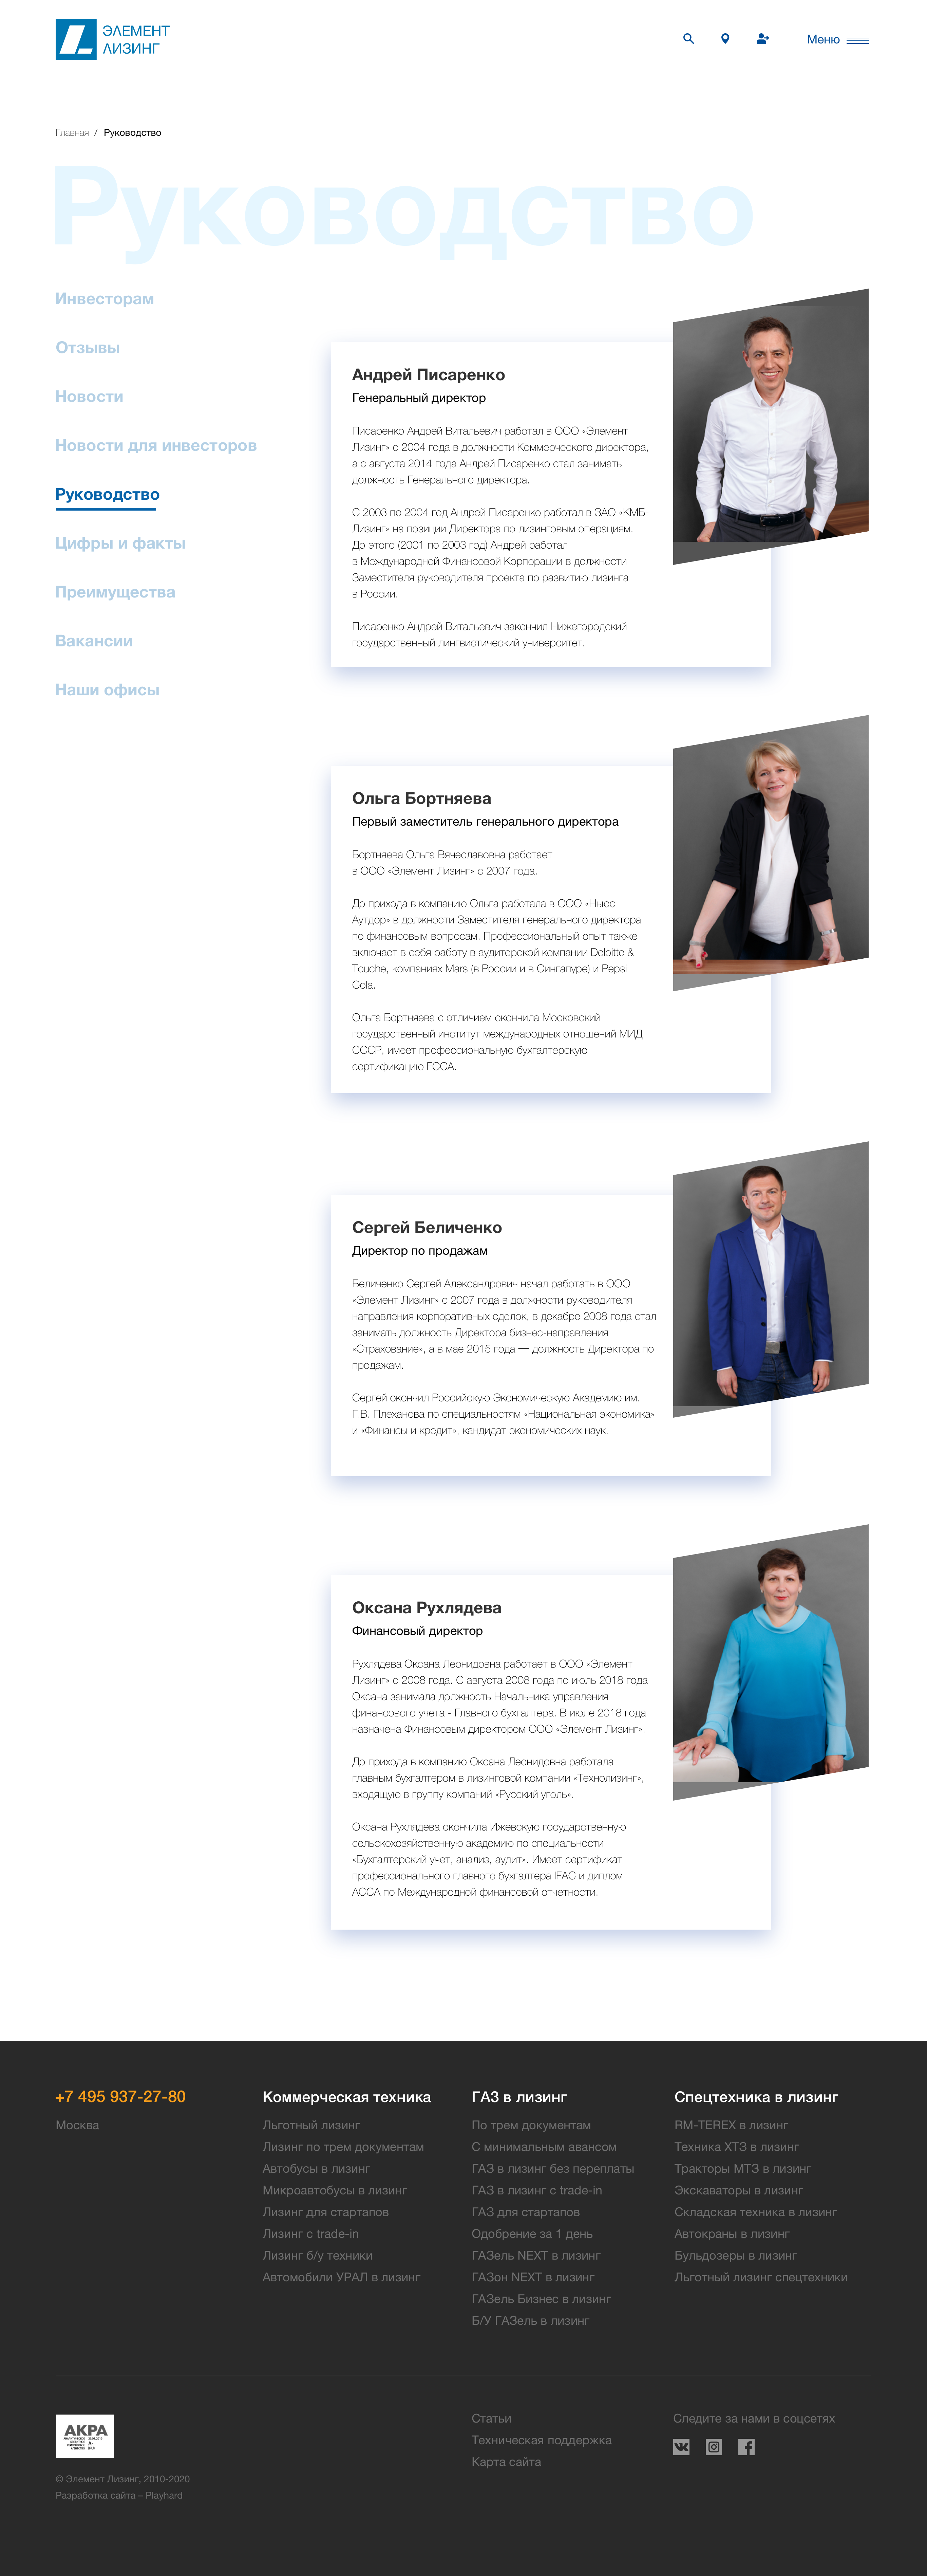 ЭЛЕМЕНТ
ЛИЗИНГ
Меню
Главная / Руководство
Руководство
Инвесторам
Отзывы
Новости
Новости для инвесторов
Руководство
Цифры и факты
Преимущества
Вакансии
Наши офисы
Андрей Писаренко
Генеральный директор
Писаренко Андрей Витальевич работал в ООО «Элемент
Лизинг» с 2004 года в должности Коммерческого директора,
а с августа 2014 года Андрей Писаренко стал занимать
должность Генерального директора.
С 2003 по 2004 год Андрей Писаренко работал в ЗАО «КМБ-
Лизинг» на позиции Директора по лизинговым операциям.
До этого (2001 по 2003 год) Андрей работал
в Международной Финансовой Корпорации в должности
Заместителя руководителя проекта по развитию лизинга
в России.
Писаренко Андрей Витальевич закончил Нижегородский
государственный лингвистический университет.
Ольга Бортняева
Первый заместитель генерального директора
Бортняева Ольга Вячеславовна работает
в ООО «Элемент Лизинг» с 2007 года.
До прихода в компанию Ольга работала в ООО «Ньюс
Аутдор» в должности Заместителя генерального директора
по финансовым вопросам. Профессиональный опыт также
включает в себя работу в аудиторской компании Deloitte &
Touche, компаниях Mars (в России и в Сингапуре) и Pepsi
Cola.
Ольга Бортняева с отличием окончила Московский
государственный институт международных отношений МИД
СССР, имеет профессиональную бухгалтерскую
сертификацию FCCA.
Сергей Беличенко
Директор по продажам
Беличенко Сергей Александрович начал работать в ООО
«Элемент Лизинг» с 2007 года в должности руководителя
направления корпоративных сделок, в декабре 2008 года стал
занимать должность Директора бизнес-направления
«Страхование», а в мае 2015 года — должность Директора по
продажам.
Сергей окончил Российскую Экономическую Академию им.
Г.В. Плеханова по специальностям «Национальная экономика»
и «Финансы и кредит», кандидат экономических наук.
Оксана Рухлядева
Финансовый директор
Рухлядева Оксана Леонидовна работает в ООО «Элемент
Лизинг» с 2008 года. С августа 2008 года по июль 2018 года
Оксана занимала должность Начальника управления
финансового учета - Главного бухгалтера. В июле 2018 года
назначена Финансовым директором ООО «Элемент Лизинг».
До прихода в компанию Оксана Леонидовна работала
главным бухгалтером в лизинговой компании «Технолизинг»,
входящую в группу компаний «Русский уголь».
Оксана Рухлядева окончила Ижевскую государственную
сельскохозяйственную академию по специальности
«Бухгалтерский учет, анализ, аудит». Имеет сертификат
профессионального главного бухгалтера IFAC и диплом
АССА по Международной финансовой отчетности.
+7 495 937-27-80
Москва
Коммерческая техника
Льготный лизинг
Лизинг по трем документам
Автобусы в лизинг
Микроавтобусы в лизинг
Лизинг для стартапов
Лизинг с trade-in
Лизинг б/у техники
Автомобили УРАЛ в лизинг
ГАЗ в лизинг
По трем документам
С минимальным авансом
ГАЗ в лизинг без переплаты
ГАЗ в лизинг с trade-in
ГАЗ для стартапов
Одобрение за 1 день
ГАЗель NEXT в лизинг
ГАЗон NEXT в лизинг
ГАЗель Бизнес в лизинг
Б/У ГАЗель в лизинг
Спецтехника в лизинг
RM-TEREX в лизинг
Техника ХТЗ в лизинг
Тракторы МТЗ в лизинг
Экскаваторы в лизинг
Складская техника в лизинг
Автокраны в лизинг
Бульдозеры в лизинг
Льготный лизинг спецтехники
АКРА
© Элемент Лизинг, 2010-2020
Разработка сайта – Playhard
Статьи
Техническая поддержка
Карта сайта
Следите за нами в соцсетях